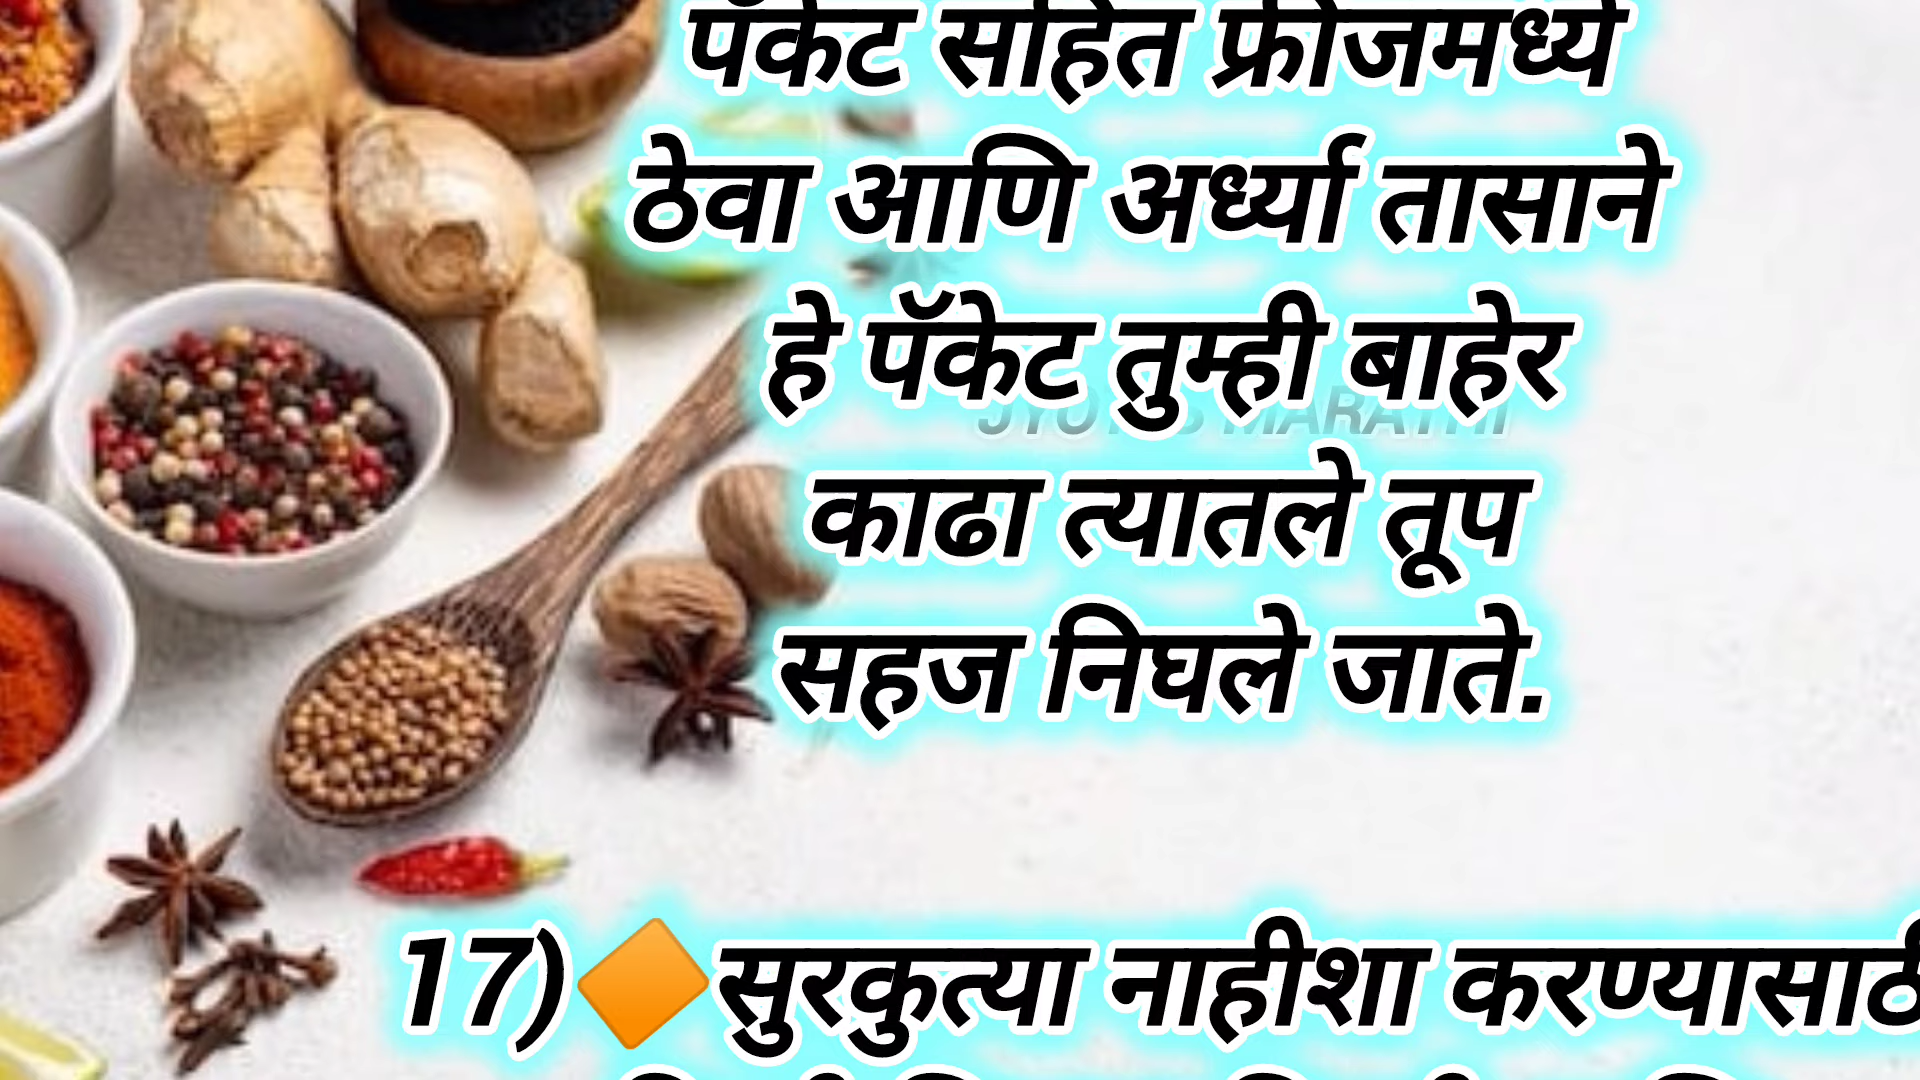 पॅकेट सहित फ्रीजमध्ये
ठेवा आणि अर्ध्या तासाने
हे पॅकेट तुम्ही बाहेर
काढा त्यातले तूप
सहज निघले जाते.
17)🔶सुरकुत्या नाहीशा करण्यासाठी